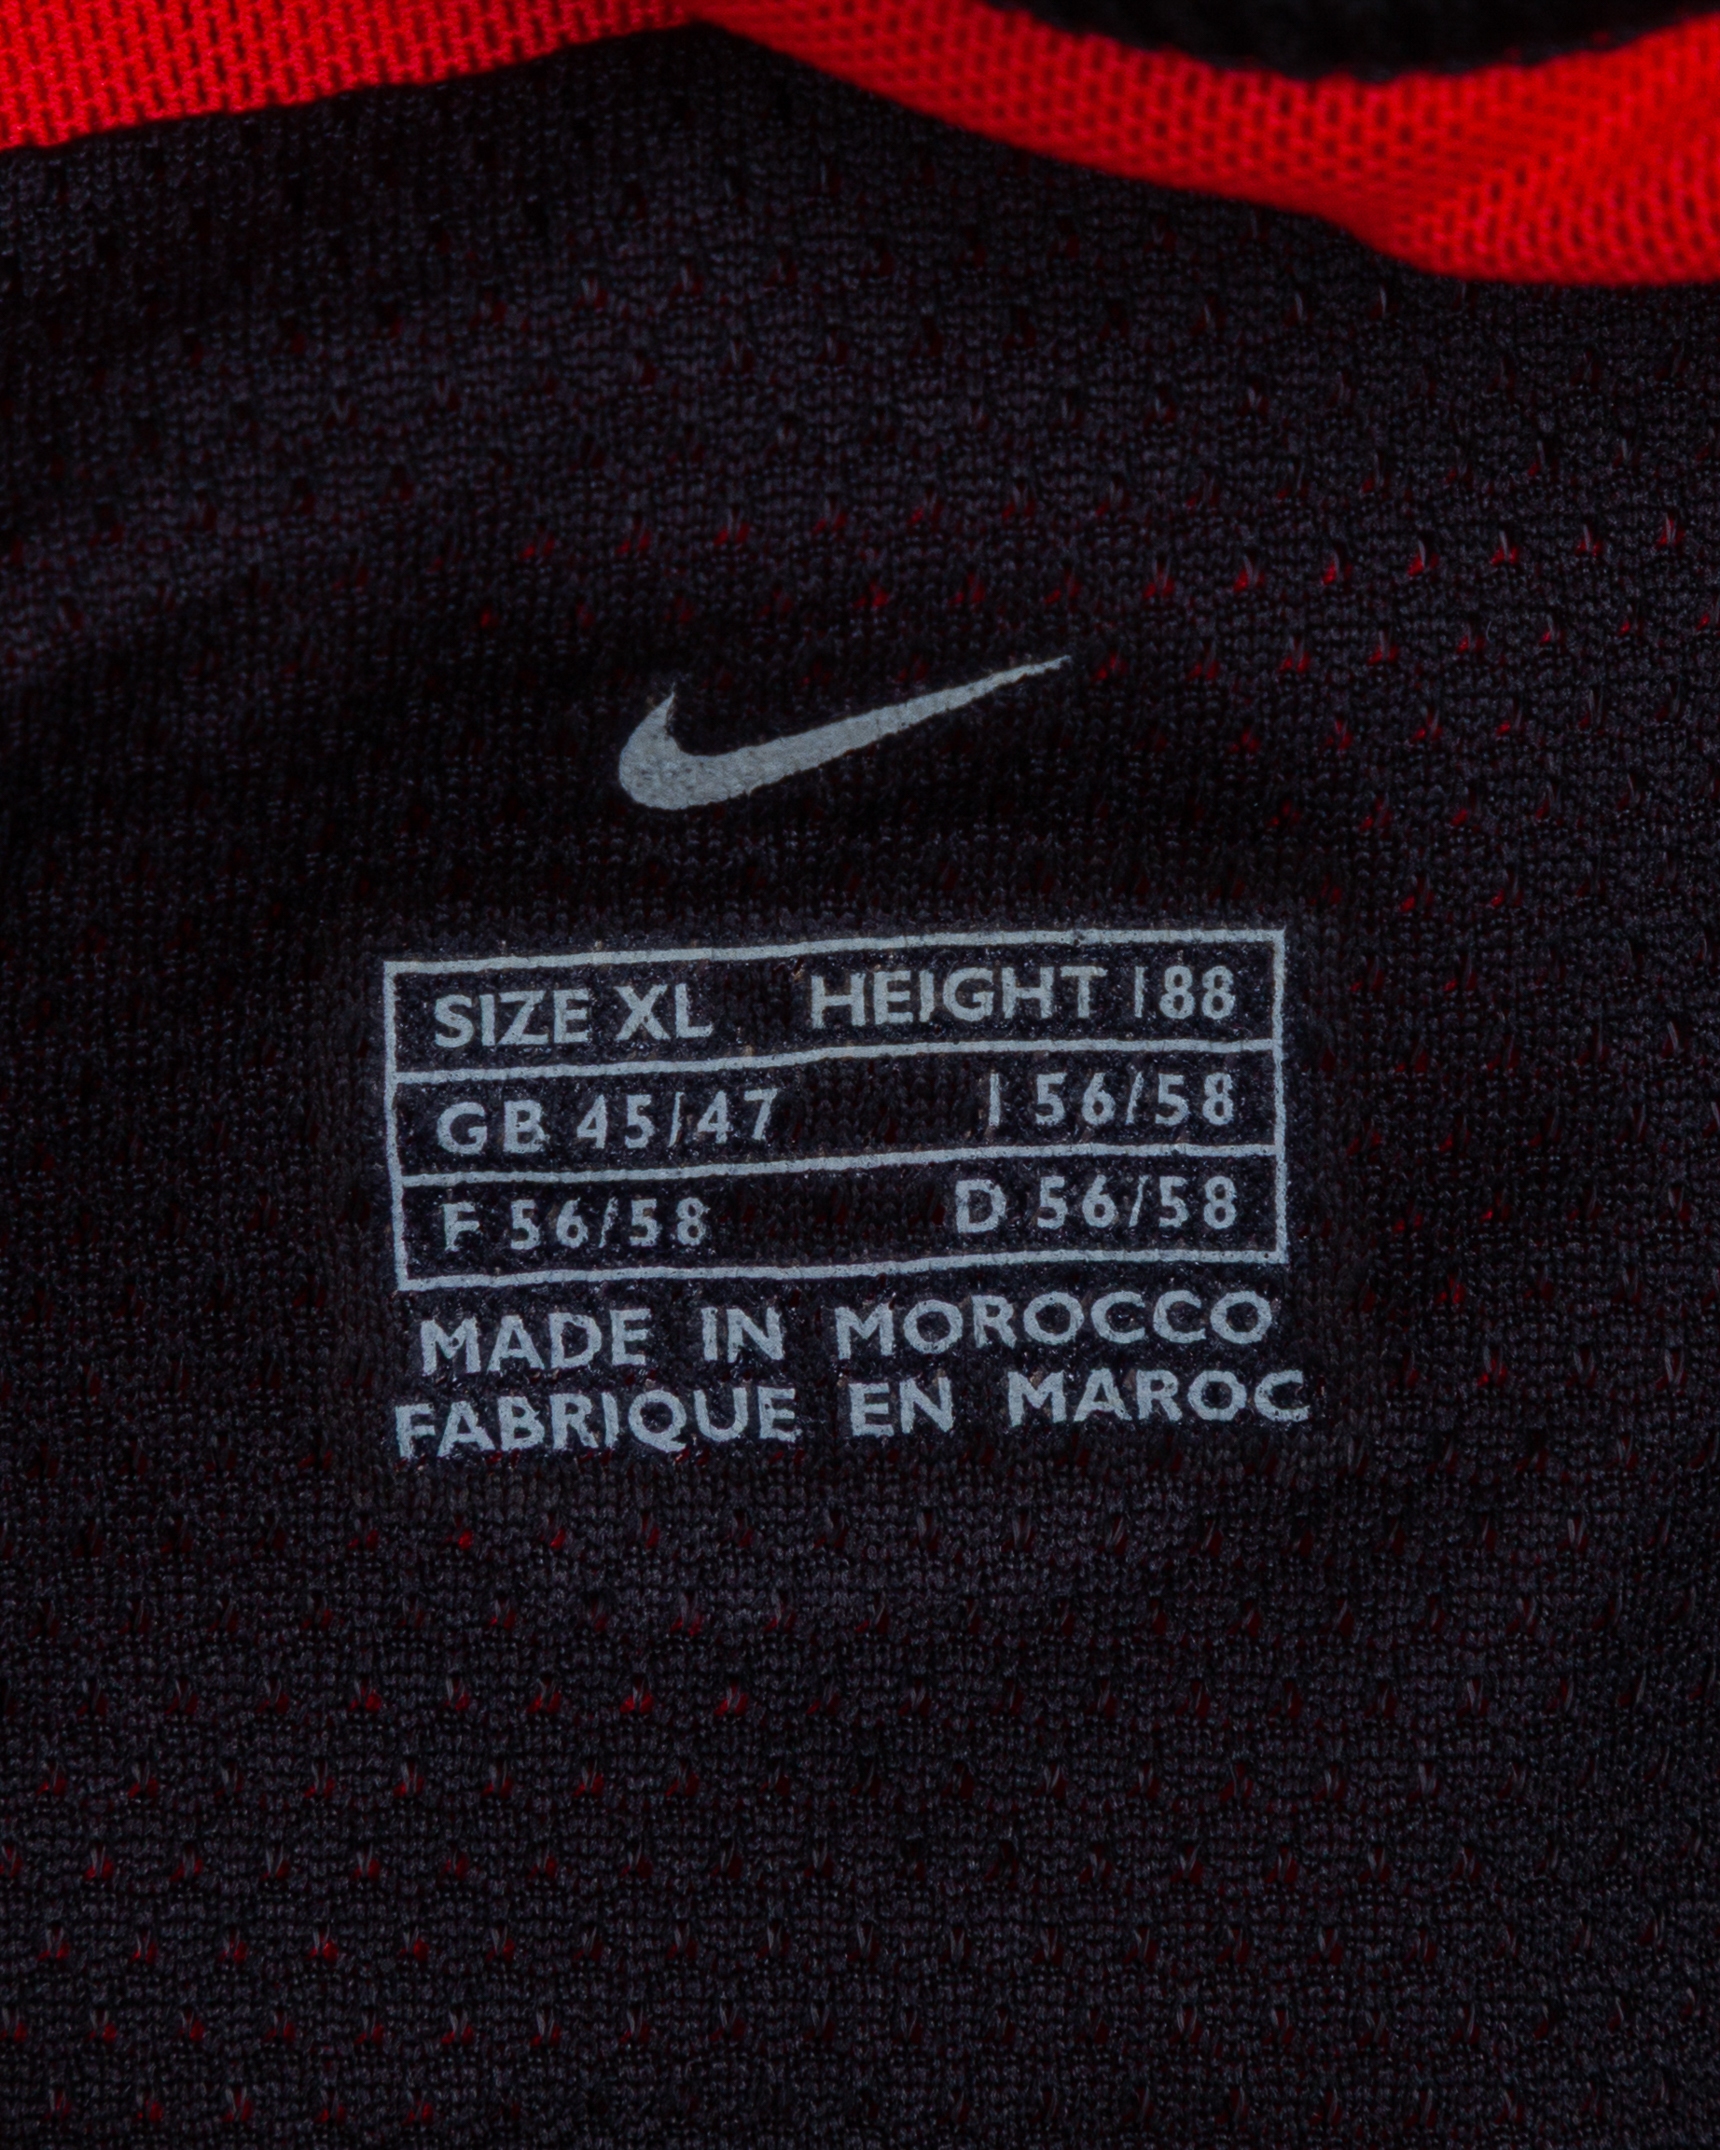 SIZE XL HEIGHT 188
GB 45/47 I 56/58
F 56/58 D 56/58
MADE IN MOROCCO
FABRIQUE EN MAROC